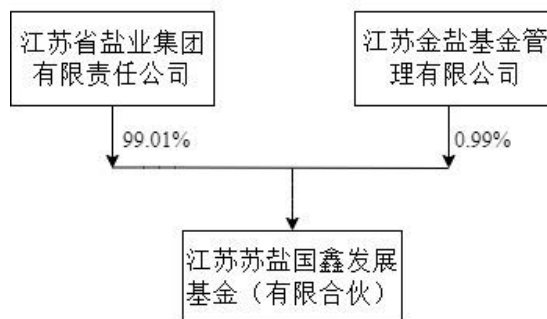 江苏省盐业集团
有限责任公司
江苏金盐基金管
理有限公司
99.01%
0.99%
江苏苏盐国鑫发展
基金（有限合伙）